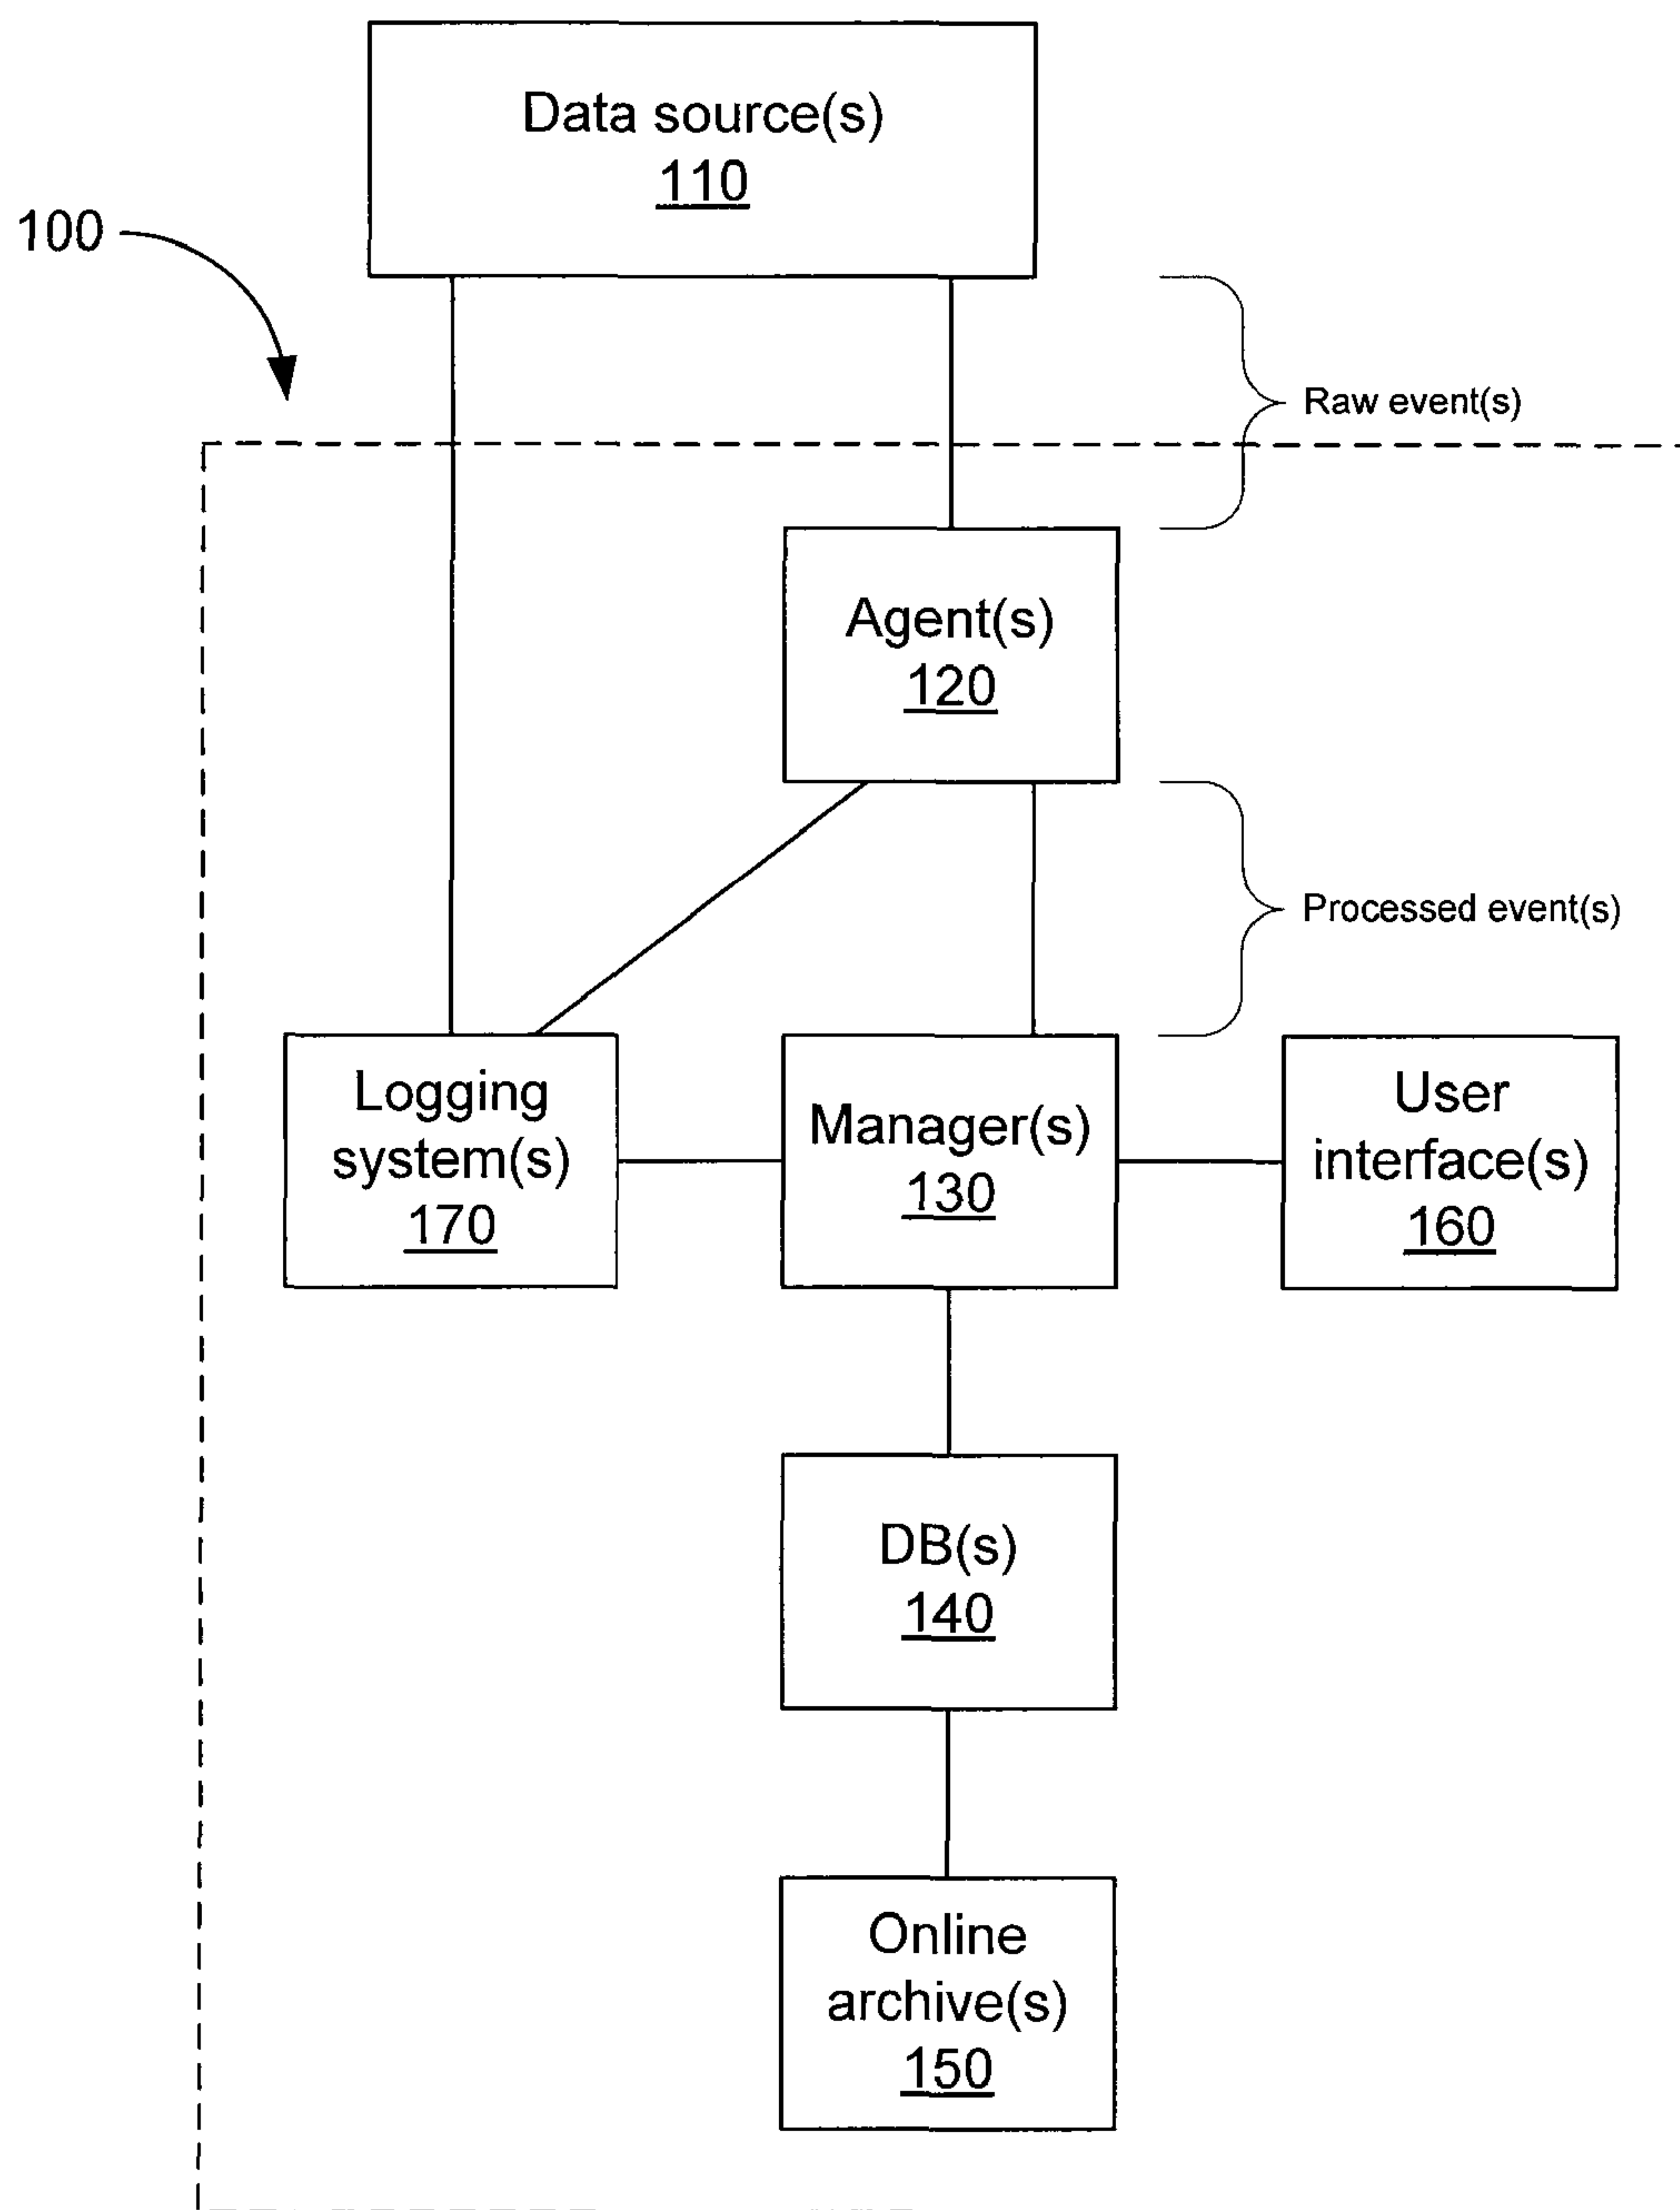 Data source(s)
110
100
Raw event(s)
Agent(s)
120
Processed event(s)
Logging
system(s)
170
Manager(s)
130
User
interface(s)
160
DB(s)
140
Online
archive(s)
150